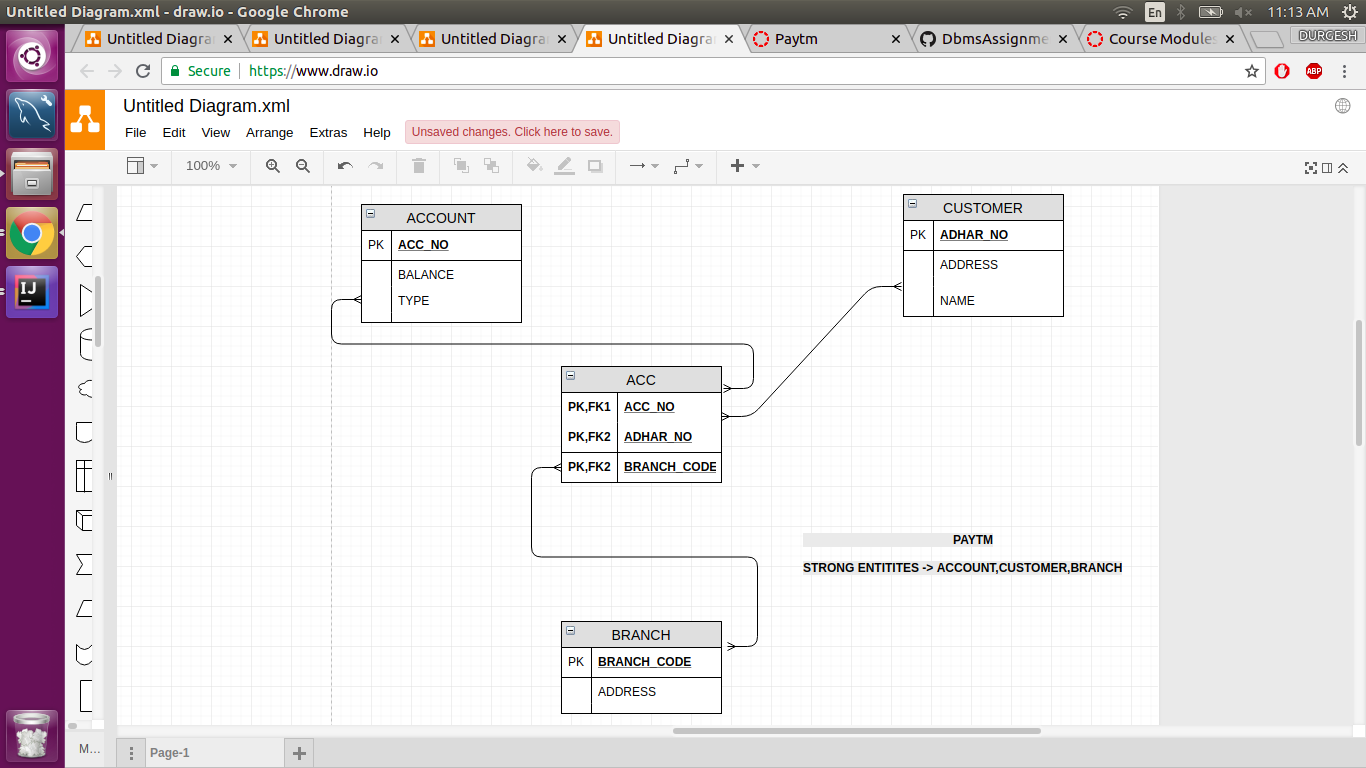 Untitled Diagram.xml - draw.io - Google Chrome
En
11:13 AM
Untitled Diagra
Untitled Diagra
Untitled Diagra
Untitled Diagra
Paytm
DbmsAssignme
Course Modules
DURGESH
Secure
https://www.draw.io
ABP
Untitled Diagram.xml
File Edit View Arrange Extras Help
Unsaved changes. Click here to save.
100%
ACCOUNT
PK ACC_NO
BALANCE
TYPE
CUSTOMER
PK ADHAR_NO
ADDRESS
NAME
ACC
PK,FK1 ACC_NO
PK,FK2 ADHAR_NO
PK,FK2 BRANCH_CODE
PAYTM
STRONG ENTITITES -> ACCOUNT,CUSTOMER,BRANCH
BRANCH
PK BRANCH_CODE
ADDRESS
IJ
M...
Page-1